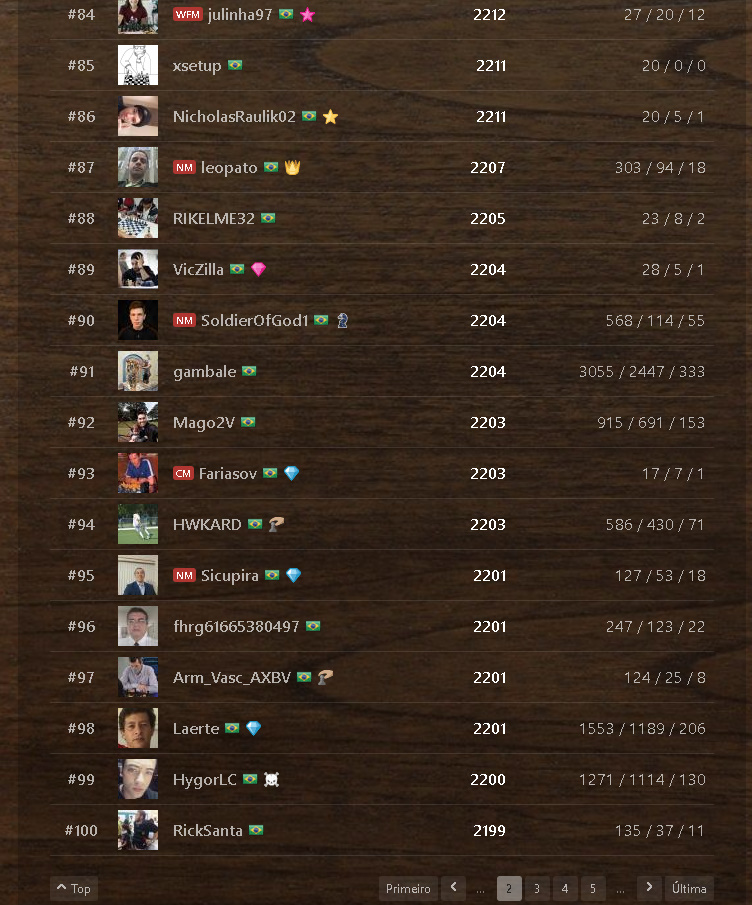 #84 WFM julinha97 2212 27 / 20 / 12
#85 xsetup 2211 20 / 0 / 0
#86 NicholasRaulik02 2211 20 / 5 / 1
#87 NM leopato 2207 303 / 94 / 18
#88 RIKELME32 2205 23 / 8 / 2
#89 VicZilla 2204 28 / 5 / 1
#90 NM SoldierOfGod1 2204 568 / 114 / 55
#91 gambale 2204 3055 / 2447 / 333
#92 Mago2V 2203 915 / 691 / 153
#93 CM Fariasov 2203 17 / 7 / 1
#94 HWKARD 2203 586 / 430 / 71
#95 NM Sicupira 2201 127 / 53 / 18
#96 fhrg61665380497 2201 247 / 123 / 22
#97 Arm_Vasc_AXBV 2201 124 / 25 / 8
#98 Laerte 2201 1553 / 1189 / 206
#99 HygorLC 2200 1271 / 1114 / 130
#100 RickSanta 2199 135 / 37 / 11
Top Primeiro ... 2 3 4 5 ... Última